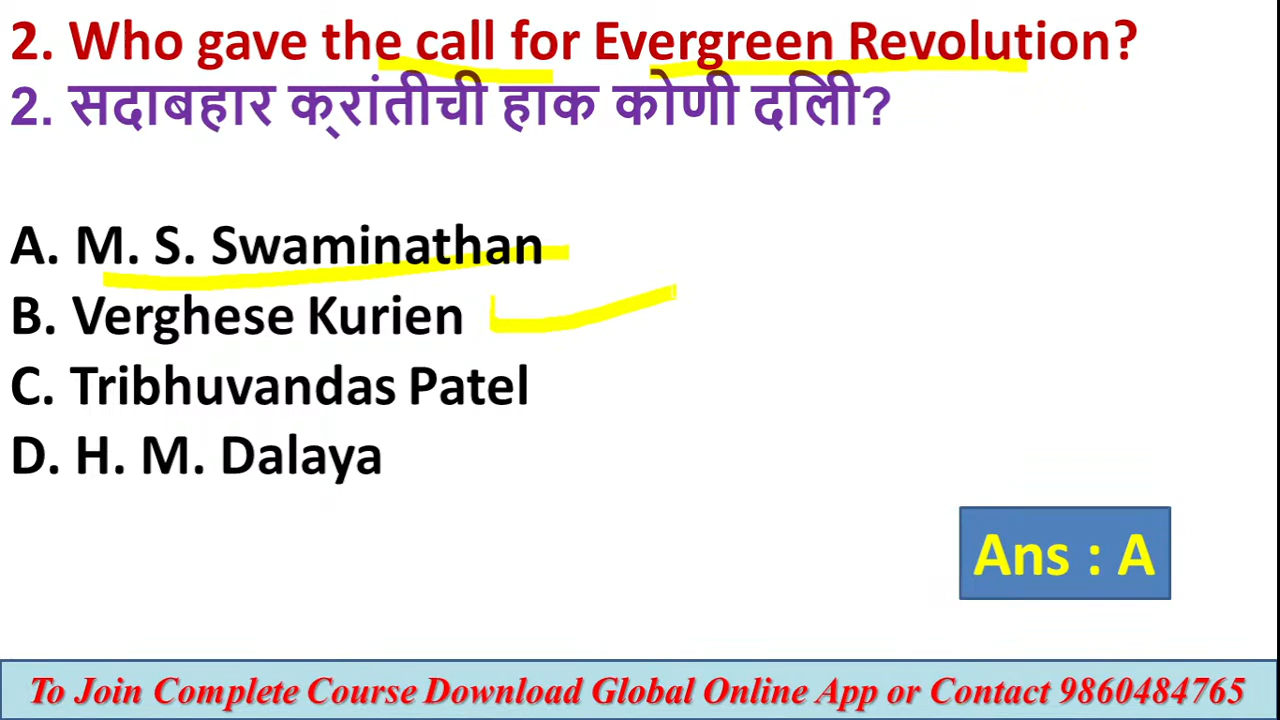 2. Who gave the call for Evergreen Revolution?
2. सदाबहार क्रांतीची हाक कोणी दिली?
A. M. S. Swaminathan
B. Verghese Kurien
C. Tribhuvandas Patel
D. H. M. Dalaya
Ans : A
To Join Complete Course Download Global Online App or Contact 9860484765